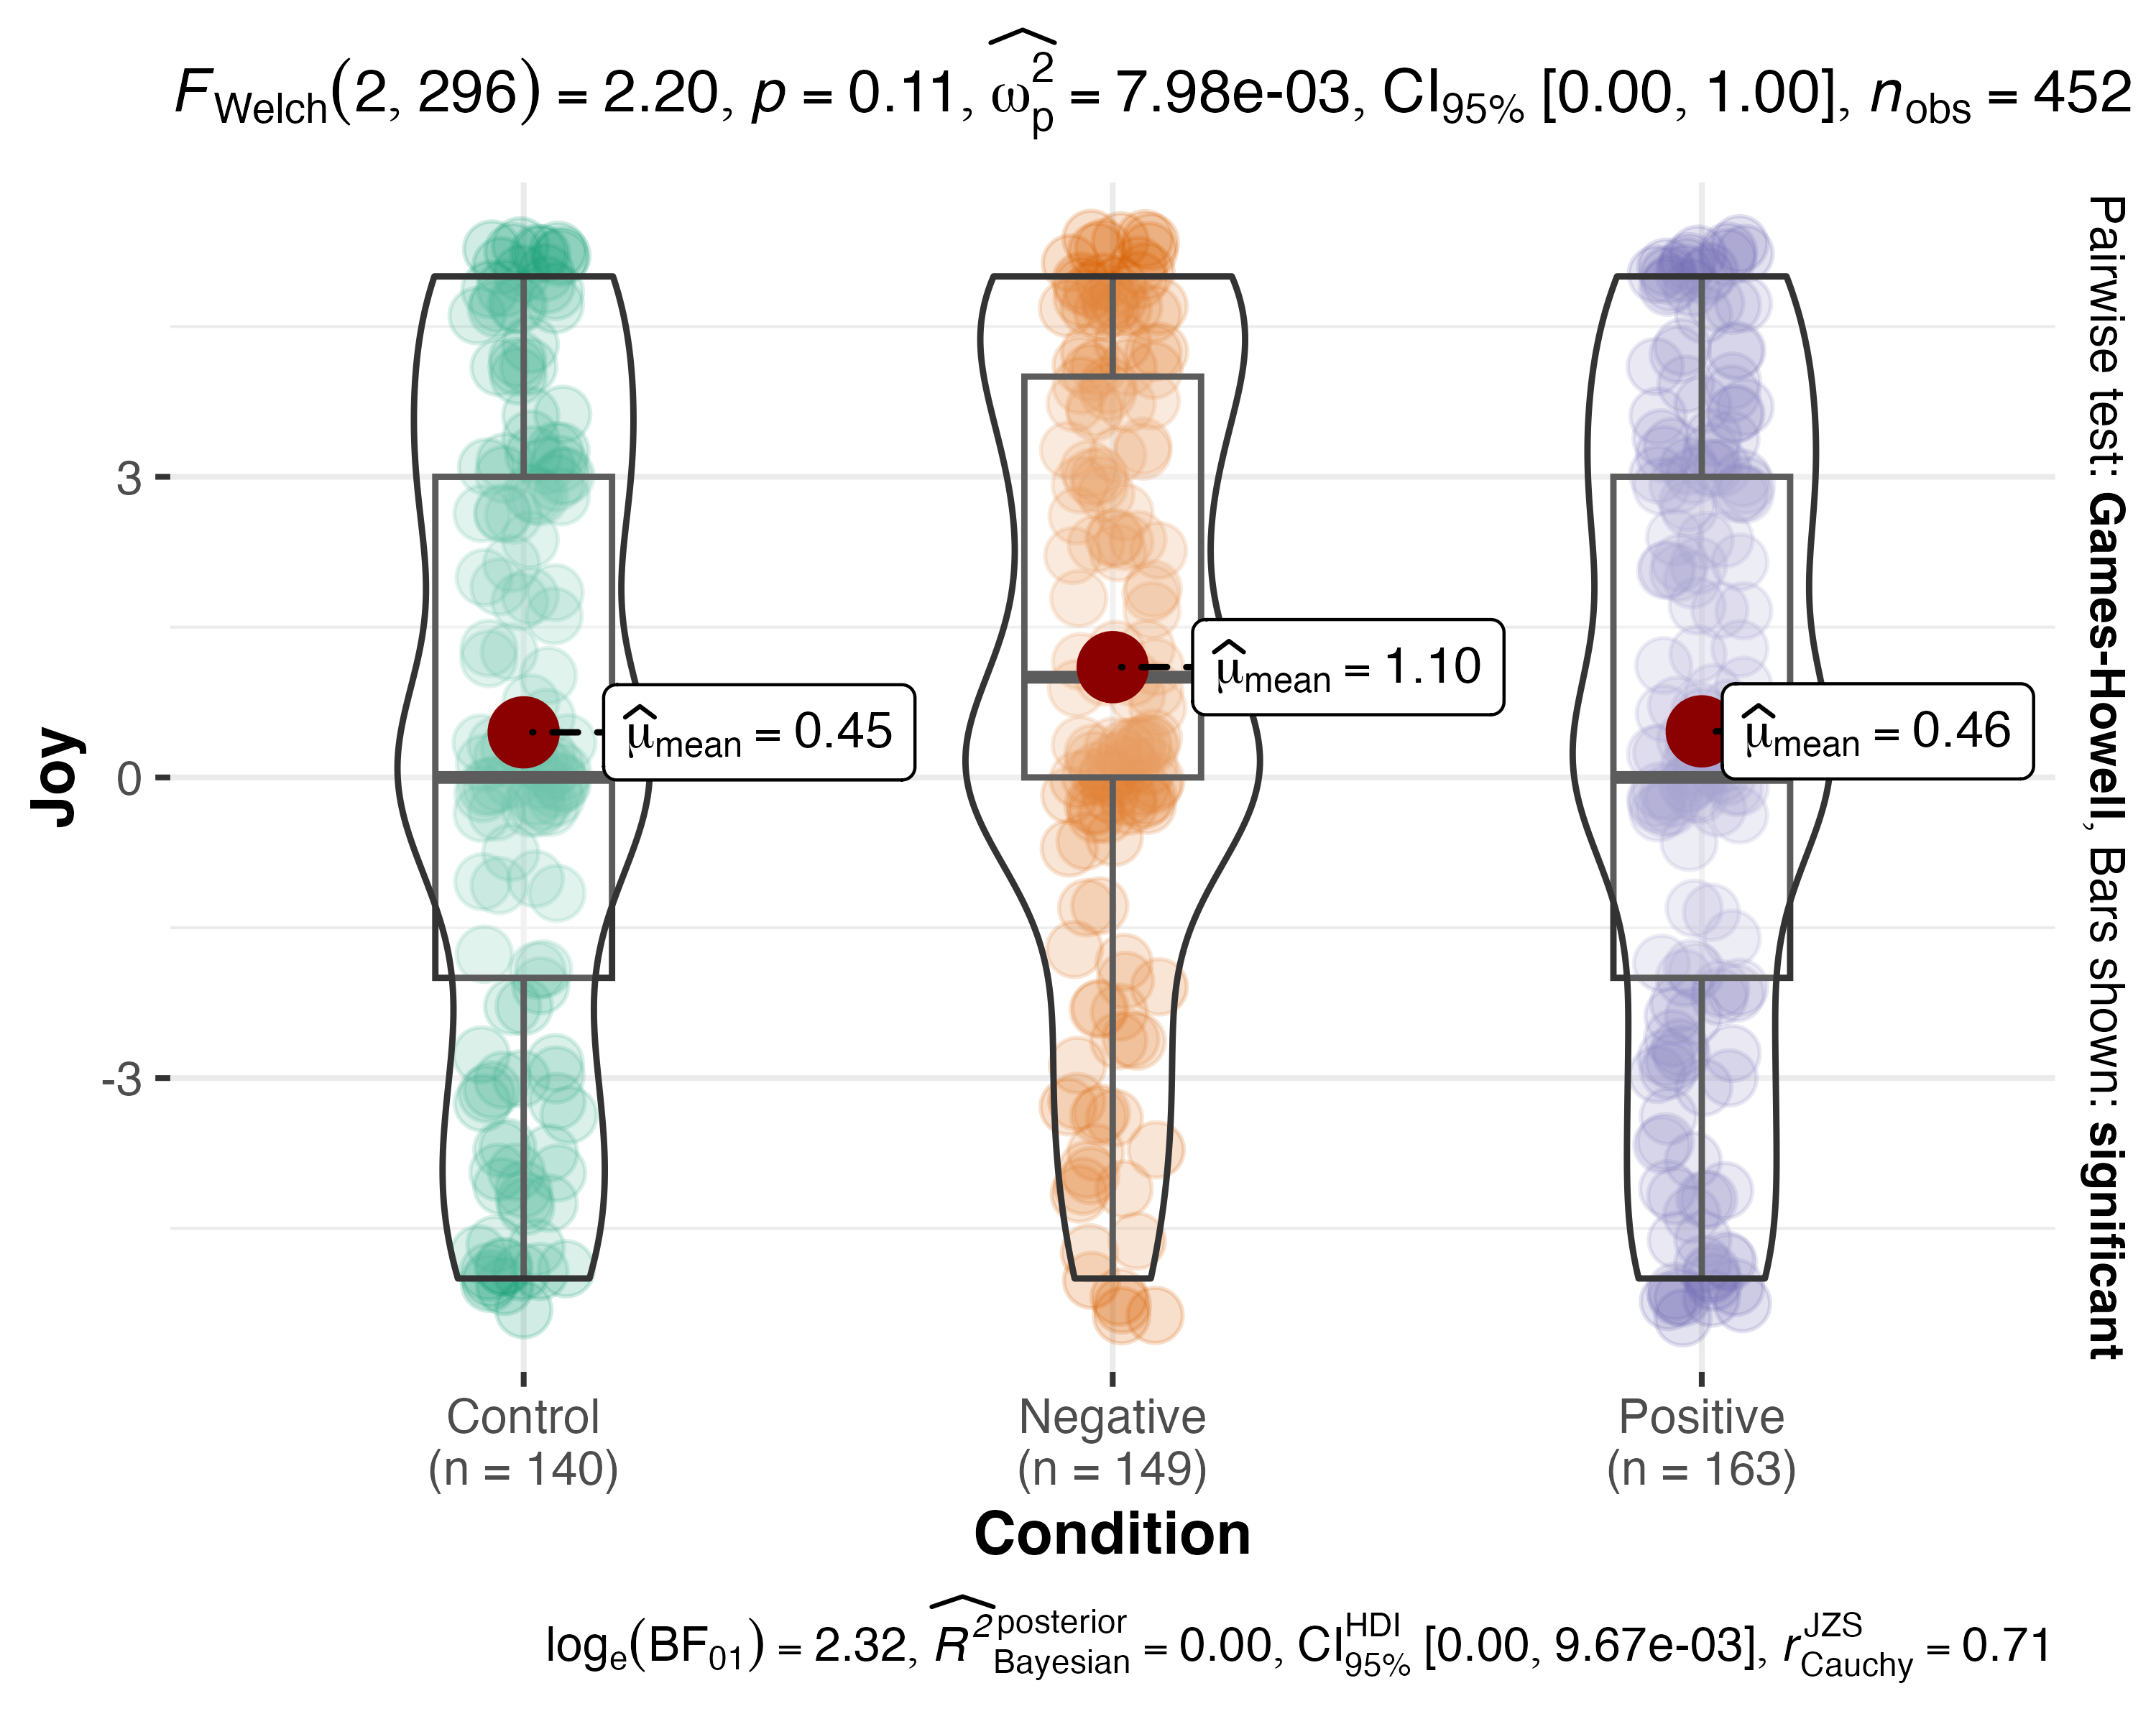 F_Welch(2, 296) = 2.20, p = 0.11, ω̂²_p = 7.98e-03, CI_95% [0.00, 1.00], n_obs = 452
Joy
3
0
-3
μ̂_mean = 0.45
μ̂_mean = 1.10
μ̂_mean = 0.46
Pairwise test: Games-Howell, Bars shown: significant
Control
(n = 140)
Negative
(n = 149)
Positive
(n = 163)
Condition
log_e(BF_01) = 2.32, R̂²^posterior_Bayesian = 0.00, CI^HDI_95% [0.00, 9.67e-03], r^JZS_Cauchy = 0.71